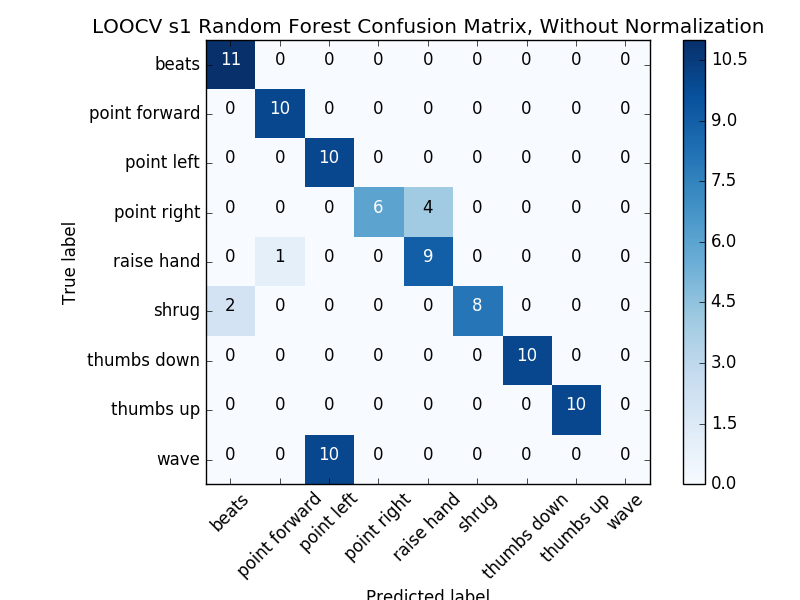 LOOCV s1 Random Forest Confusion Matrix, Without Normalization
beats 11 0 0 0 0 0 0 0 0
point forward 0 10 0 0 0 0 0 0 0
point left 0 0 10 0 0 0 0 0 0
point right 0 0 0 6 4 0 0 0 0
raise hand 0 1 0 0 9 0 0 0 0
shrug 2 0 0 0 0 8 0 0 0
thumbs down 0 0 0 0 0 0 10 0 0
thumbs up 0 0 0 0 0 0 0 10 0
wave 0 0 10 0 0 0 0 0 0
True label
beats
point forward
point left
point right
raise hand
shrug
thumbs down
thumbs up
wave
Predicted label
10.5
9.0
7.5
6.0
4.5
3.0
1.5
0.0